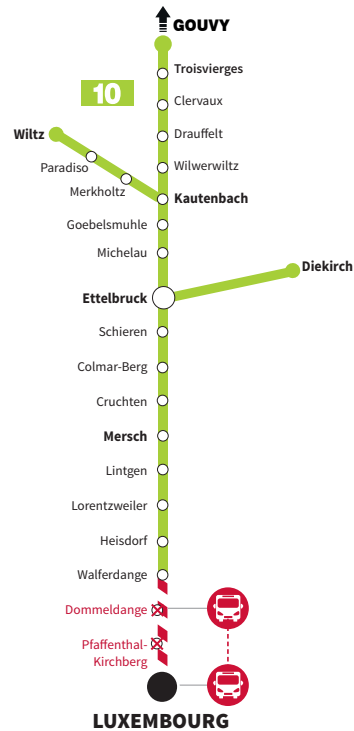 GOUVY
Troisvierges
10
Clervaux
Wiltz
Drauffelt
Paradiso
Wilwerwiltz
Merkholtz
Kautenbach
Goebelsmuhle
Michelau
Diekirch
Ettelbruck
Schieren
Colmar-Berg
Cruchten
Mersch
Lintgen
Lorentzweiler
Heisdorf
Walferdange
Dommeldange
Pfaffenthal-
Kirchberg
LUXEMBOURG